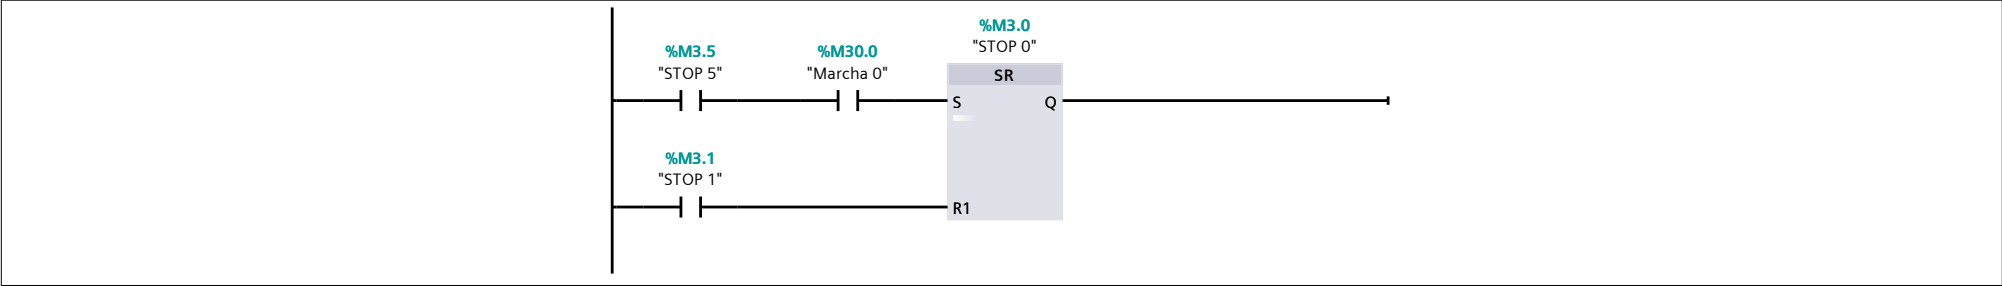 %M3.0
"STOP 0"
%M3.5
"STOP 5"
%M30.0
"Marcha 0"
SR
S
Q
%M3.1
"STOP 1"
R1